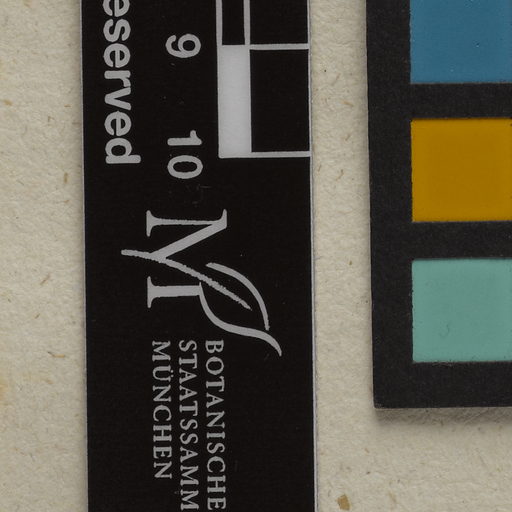 eserved
9
10
M
BOTANISCHE
STAATSSAMM
MÜNCHEN